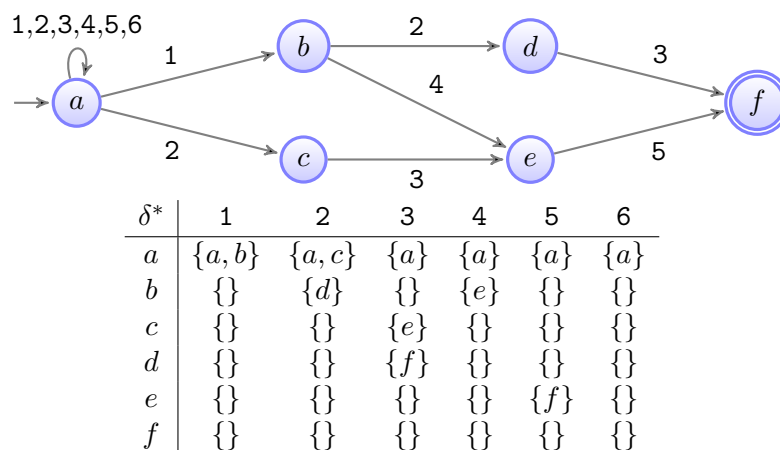 1,2,3,4,5,6
1 b 2 d 3
a 4 f
2 c 3 e 5
δ* 1 2 3 4 5 6
a {a, b} {a, c} {a} {a} {a} {a}
b {} {d} {} {e} {} {}
c {} {} {e} {} {} {}
d {} {} {f} {} {} {}
e {} {} {} {} {f} {}
f {} {} {} {} {} {}